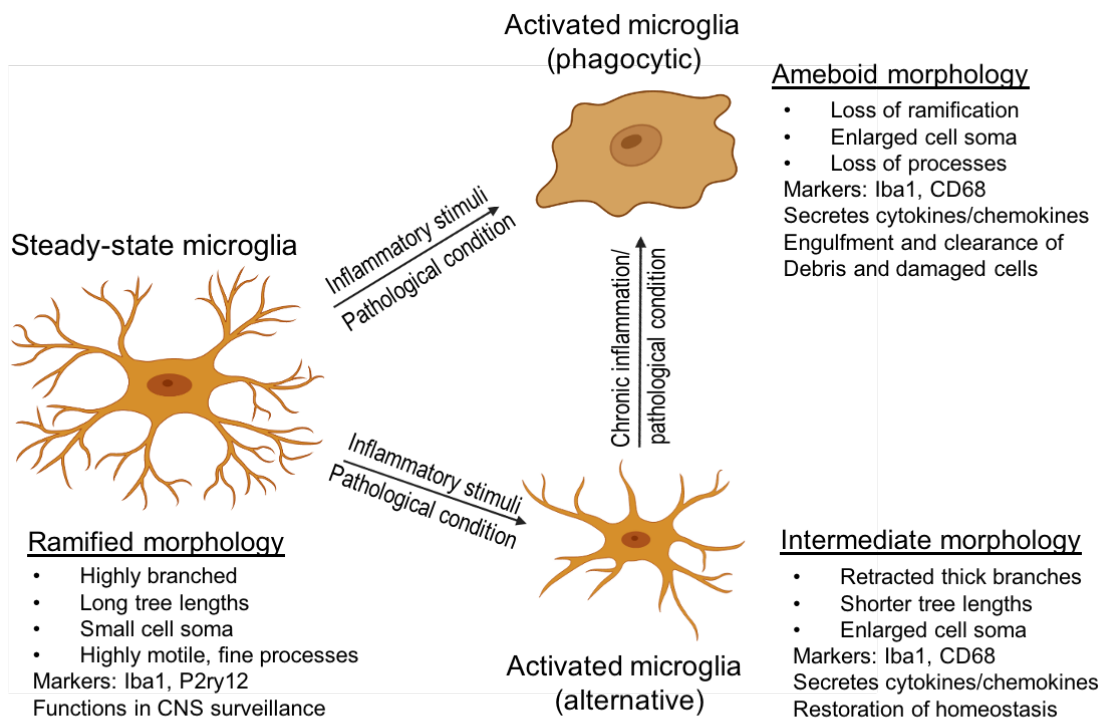 Activated microglia
(phagocytic)
Ameboid morphology
• Loss of ramification
• Enlarged cell soma
• Loss of processes
Markers: Iba1, CD68
Secretes cytokines/chemokines
Engulfment and clearance of
Debris and damaged cells
Steady-state microglia
Inflammatory stimuli
Pathological condition
Chronic inflammation/
pathological condition
Inflammatory stimuli
Pathological condition
Ramified morphology
• Highly branched
• Long tree lengths
• Small cell soma
• Highly motile, fine processes
Markers: Iba1, P2ry12
Functions in CNS surveillance
Activated microglia
(alternative)
Intermediate morphology
• Retracted thick branches
• Shorter tree lengths
• Enlarged cell soma
Markers: Iba1, CD68
Secretes cytokines/chemokines
Restoration of homeostasis